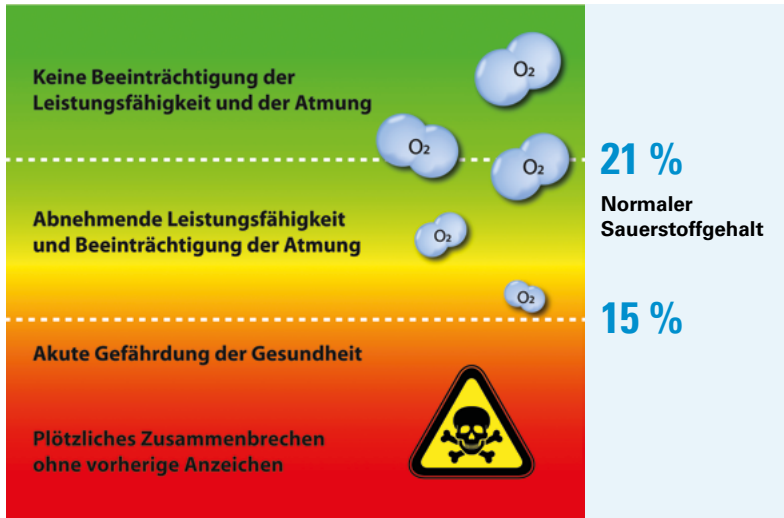 Keine Beeinträchtigung der
Leistungsfähigkeit und der Atmung
O₂
O₂
O₂
21 %
Normaler
Sauerstoffgehalt
Abnehmende Leistungsfähigkeit
und Beeinträchtigung der Atmung
O₂
O₂
15 %
Akute Gefährdung der Gesundheit
Plötzliches Zusammenbrechen
ohne vorherige Anzeichen